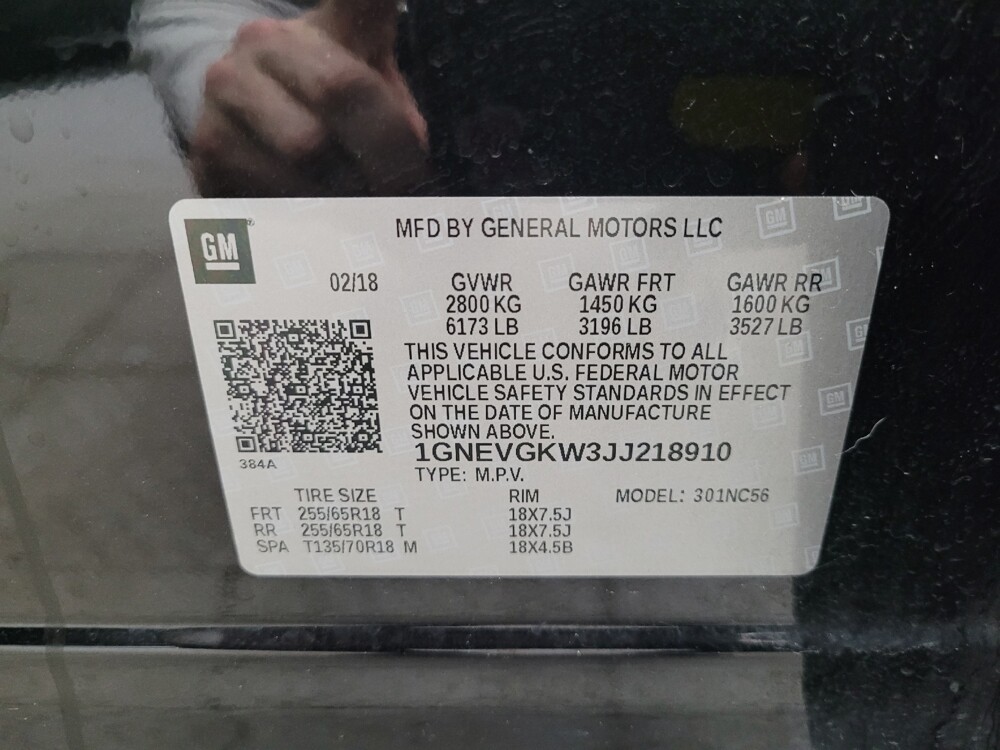 GM
MFD BY GENERAL MOTORS LLC
02/18 GVWR GAWR FRT GAWR RR
2800 KG 1450 KG 1600 KG
6173 LB 3196 LB 3527 LB
THIS VEHICLE CONFORMS TO ALL
APPLICABLE U.S. FEDERAL MOTOR
VEHICLE SAFETY STANDARDS IN EFFECT
ON THE DATE OF MANUFACTURE
SHOWN ABOVE.
1GNEVGKW3JJ218910
384A
TYPE: M.P.V.
TIRE SIZE RIM MODEL: 301NC56
FRT 255/65R18 T 18X7.5J
RR 255/65R18 T 18X7.5J
SPA T135/70R18 M 18X4.5B